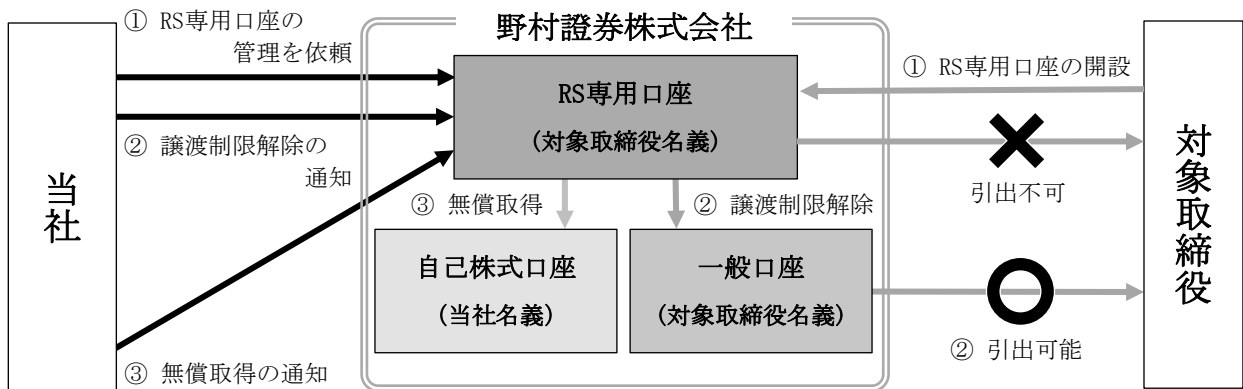 当社
① RS専用口座の
管理を依頼
② 譲渡制限解除の
通知
③ 無償取得の通知
野村證券株式会社
RS専用口座
(対象取締役名義)
③ 無償取得
② 譲渡制限解除
自己株式口座
(当社名義)
一般口座
(対象取締役名義)
① RS専用口座の開設
引出不可
② 引出可能
対象取締役